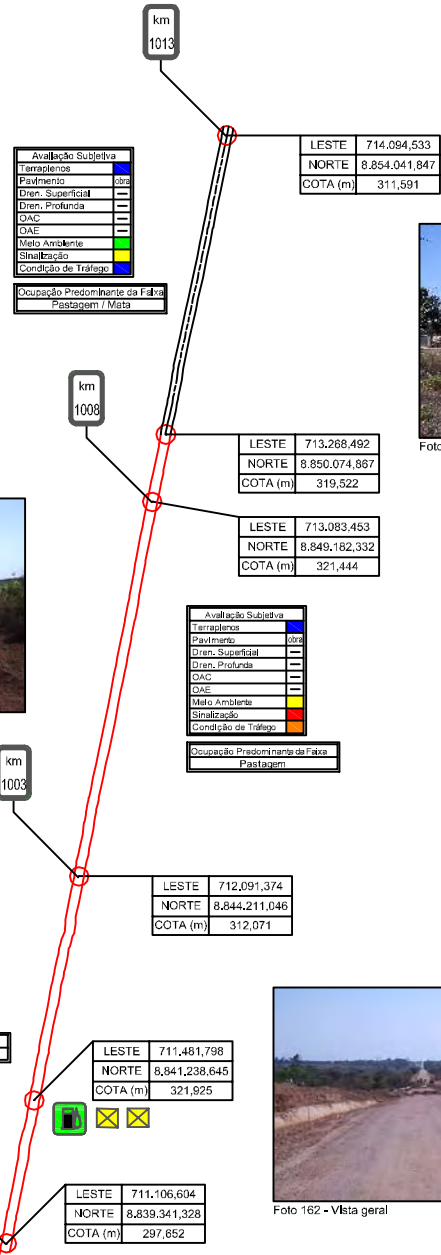 km
1013
LESTE 714.094,533
NORTE 8.854.041,847
COTA (m) 311,591
Avaliação Subjetiva
Terraplenos
Pavimento obra
Dren. Superficial —
Dren. Profunda —
OAC —
OAE —
Meio Ambiente
Sinalização
Condição de Tráfego
Ocupação Predominante da Faixa
Pastagem / Mata
Foto
km
1008
LESTE 713.268,492
NORTE 8.850.074,867
COTA (m) 319,522
LESTE 713.083,453
NORTE 8.849.182,332
COTA (m) 321,444
Avaliação Subjetiva
Terraplenos
Pavimento obra
Dren. Superficial —
Dren. Profunda —
OAC —
OAE —
Meio Ambiente
Sinalização
Condição de Tráfego
Ocupação Predominante da Faixa
Pastagem
km
1003
LESTE 712.091,374
NORTE 8.844.211,046
COTA (m) 312,071
LESTE 711.481,798
NORTE 8.841.238,645
COTA (m) 321,925
LESTE 711.106,604
NORTE 8.839.341,328
COTA (m) 297,652
Foto 162 - Vista geral